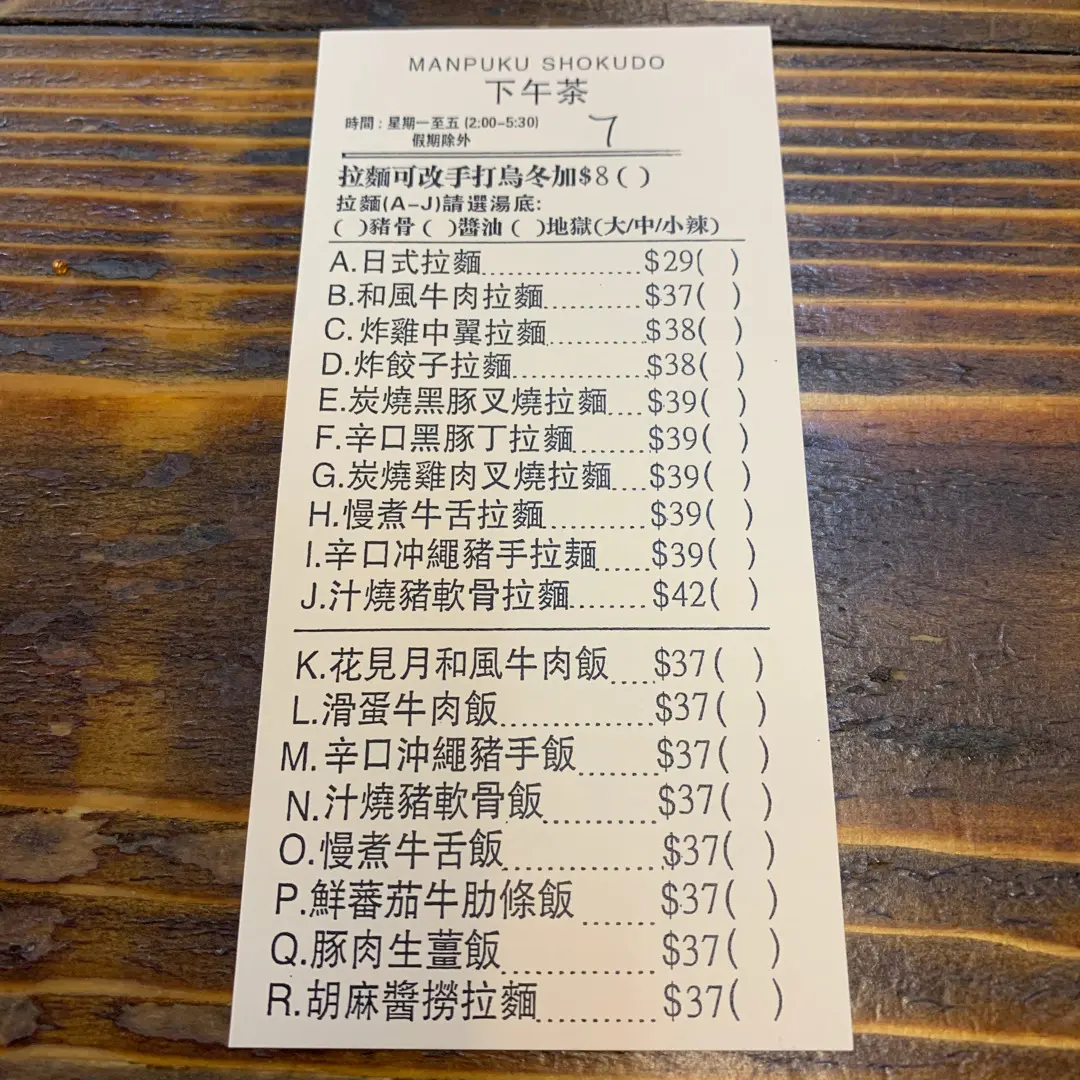 MANPUKU SHOKUDO
下午茶
時間：星期一至五 (2:00-5:30)
假期除外
7
拉麵可改手打烏冬加$8 ( )
拉麵(A-J)請選湯底:
( )豬骨 ( )醬油 ( )地獄(大/中/小辣)
A.日式拉麵....................$29( )
B.和風牛肉拉麵............$37( )
C.炸雞中翼拉麵............$38( )
D.炸餃子拉麵................$38( )
E.炭燒黑豚叉燒拉麵....$39( )
F.辛口黑豚丁拉麵........$39( )
G.炭燒雞肉叉燒拉麵....$39( )
H.慢煮牛舌拉麵............$39( )
I.辛口冲繩豬手拉麵......$39( )
J.汁燒豬軟骨拉麵........$42( )
K.花見月和風牛肉飯.....$37( )
L.滑蛋牛肉飯................$37( )
M.辛口沖繩豬手飯........$37( )
N.汁燒豬軟骨飯............$37( )
O.慢煮牛舌飯................$37( )
P.鮮蕃茄牛肋條飯.......$37( )
Q.豚肉生薑飯...............$37( )
R.胡麻醬撈拉麵............$37( )